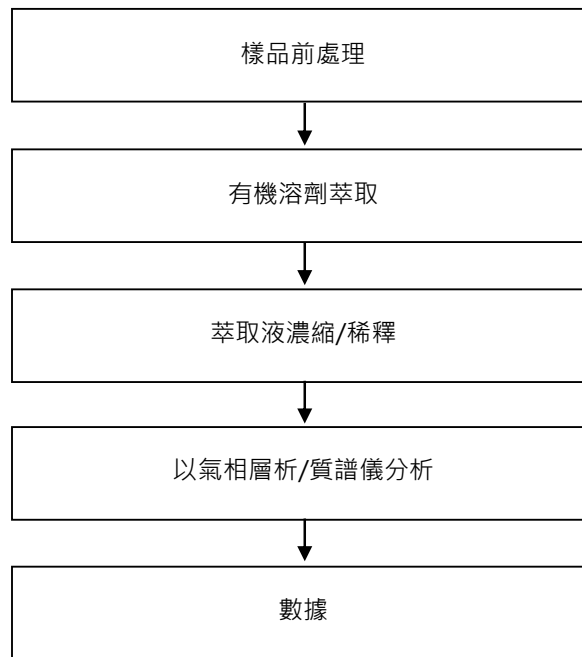 樣品前處理
有機溶劑萃取
萃取液濃縮/稀釋
以氣相層析/质譜儀分析
數據